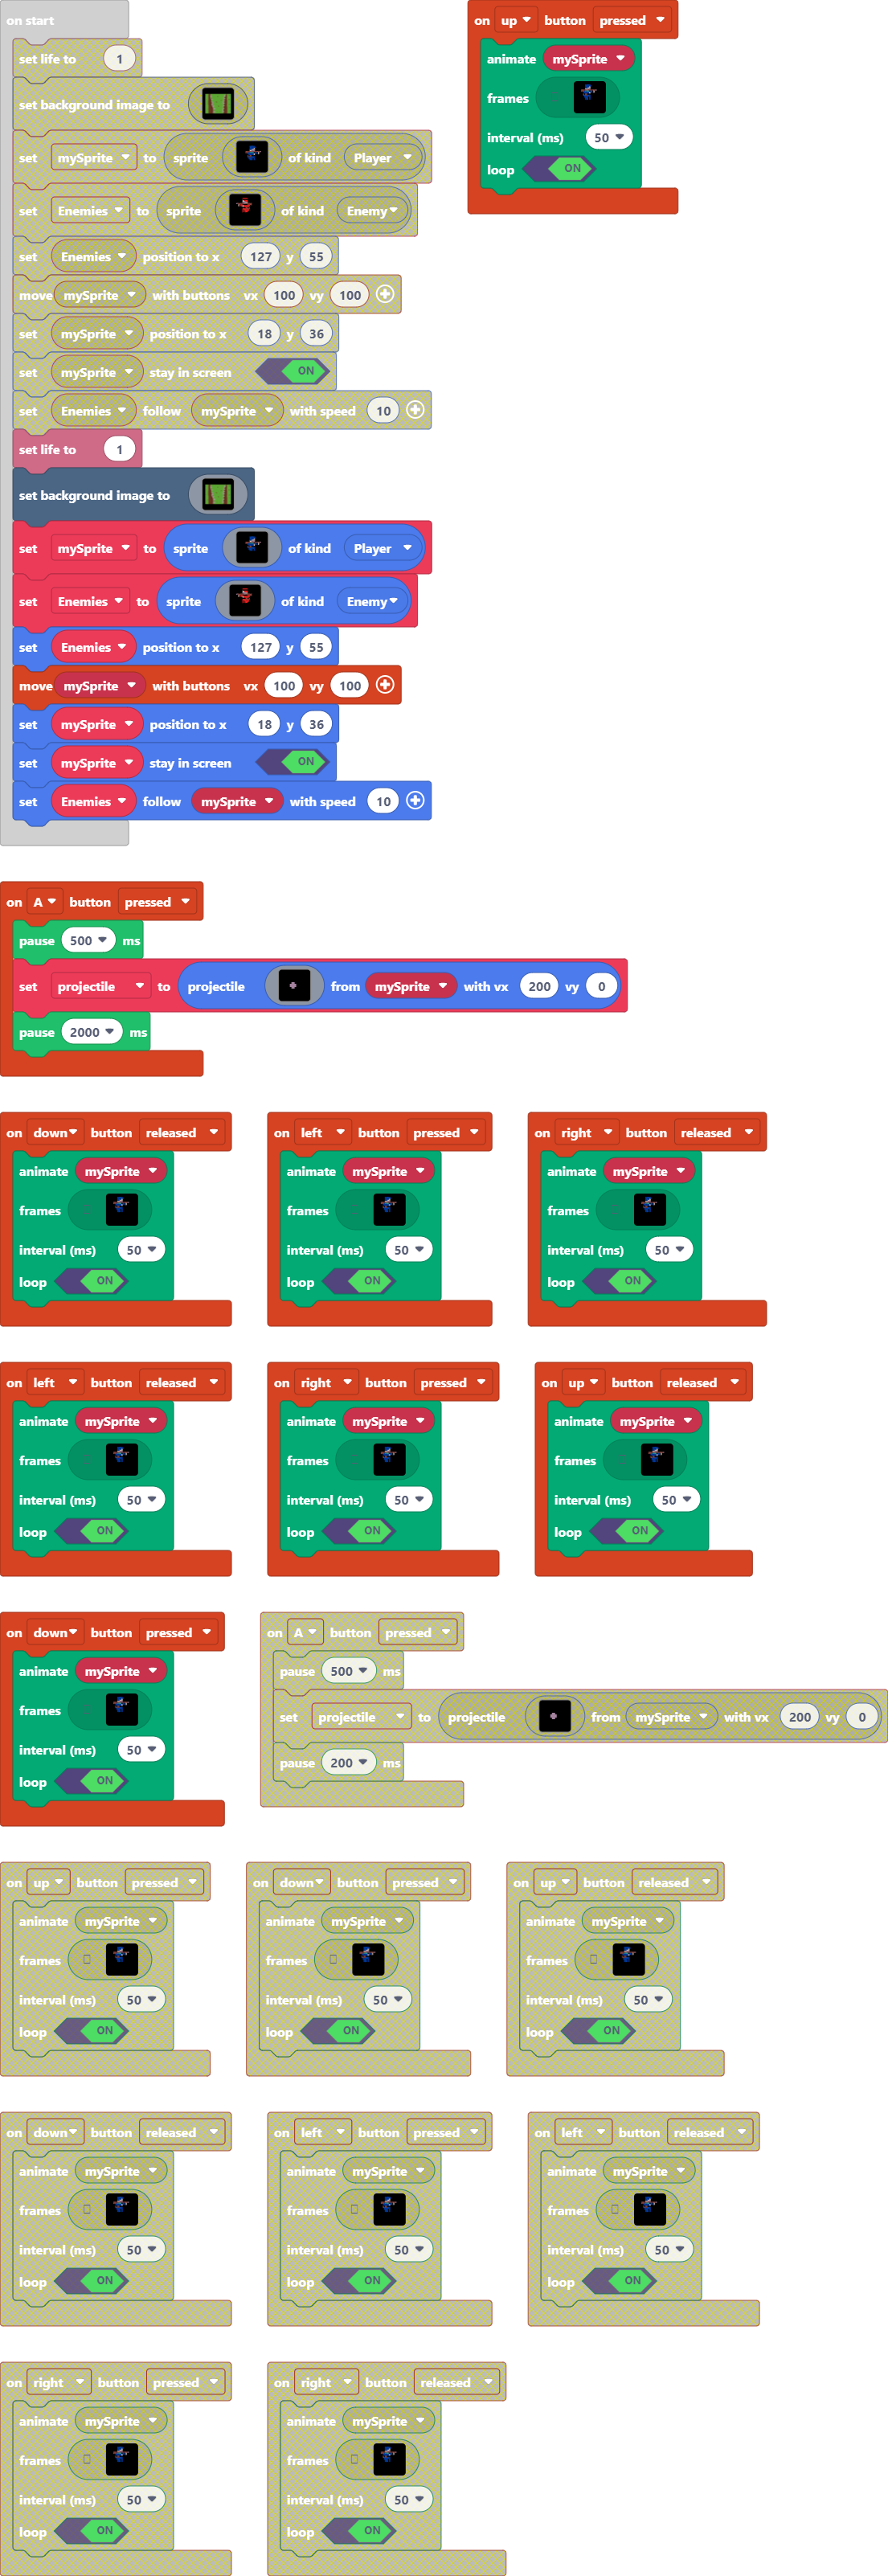 on start
set life to 1
set background image to
set mySprite to sprite of kind Player
set Enemies to sprite of kind Enemy
set Enemies position to x 127 y 55
move mySprite with buttons vx 100 vy 100
set mySprite position to x 18 y 36
set mySprite stay in screen ON
set Enemies follow mySprite with speed 10
set life to 1
set background image to
set mySprite to sprite of kind Player
set Enemies to sprite of kind Enemy
set Enemies position to x 127 y 55
move mySprite with buttons vx 100 vy 100
set mySprite position to x 18 y 36
set mySprite stay in screen ON
set Enemies follow mySprite with speed 10
on up button pressed
animate mySprite
frames
interval (ms) 50
loop ON
on A button pressed
pause 500 ms
set projectile to projectile from mySprite with vx 200 vy 0
pause 2000 ms
on down button released
animate mySprite
frames
interval (ms) 50
loop ON
on left button pressed
animate mySprite
frames
interval (ms) 50
loop ON
on right button released
animate mySprite
frames
interval (ms) 50
loop ON
on left button released
animate mySprite
frames
interval (ms) 50
loop ON
on right button pressed
animate mySprite
frames
interval (ms) 50
loop ON
on up button released
animate mySprite
frames
interval (ms) 50
loop ON
on down button pressed
animate mySprite
frames
interval (ms) 50
loop ON
on A button pressed
pause 500 ms
set projectile to projectile from mySprite with vx 200 vy 0
pause 200 ms
on up button pressed
animate mySprite
frames
interval (ms) 50
loop ON
on down button pressed
animate mySprite
frames
interval (ms) 50
loop ON
on up button released
animate mySprite
frames
interval (ms) 50
loop ON
on down button released
animate mySprite
frames
interval (ms) 50
loop ON
on left button pressed
animate mySprite
frames
interval (ms) 50
loop ON
on left button released
animate mySprite
frames
interval (ms) 50
loop ON
on right button pressed
animate mySprite
frames
interval (ms) 50
loop ON
on right button released
animate mySprite
frames
interval (ms) 50
loop ON